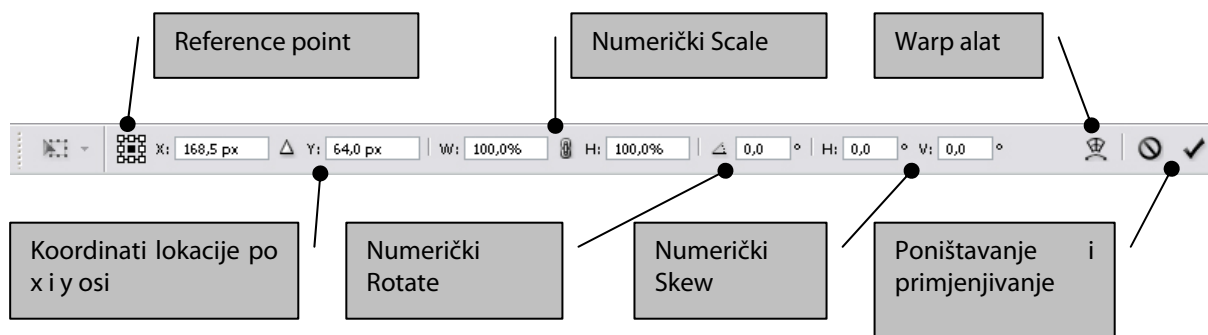 Reference point
Numerički Scale
Warp alat
X: 168,5 px Y: 64,0 px W: 100,0% H: 100,0% 0,0 ° H: 0,0 ° V: 0,0 °
Koordinati lokacije po
x i y osi
Numerički
Rotate
Numerički
Skew
Poništavanje i
primjenjivanje